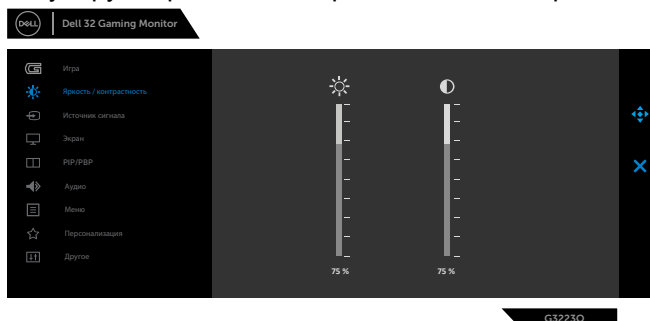 DELL
Dell 32 Gaming Monitor
Игра
Яркость / контрастность
Источник сигнала
Экран
PIP/PBP
Аудио
Меню
Персонализация
Другое
75 %
75 %